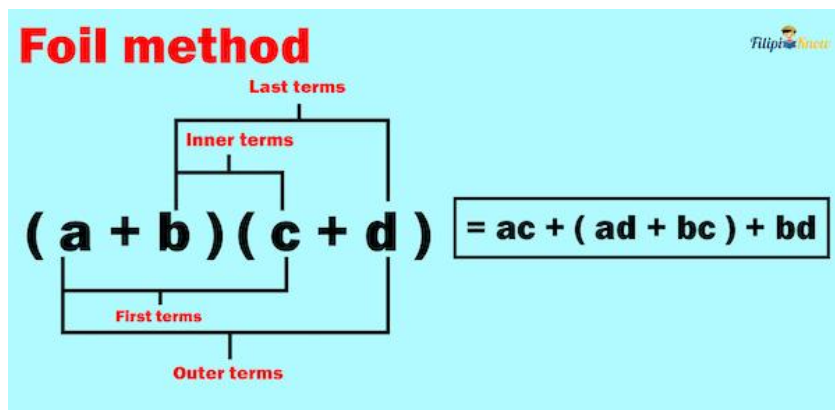 Foil method
FilipiKnow
Last terms
Inner terms
( a + b ) ( c + d )
= ac + ( ad + bc ) + bd
First terms
Outer terms